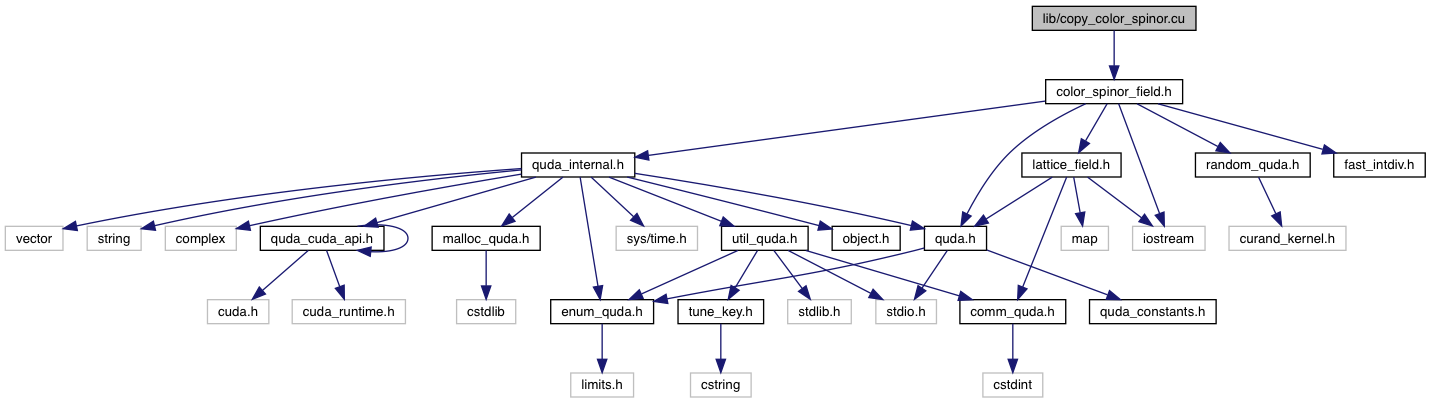 lib/copy_color_spinor.cu
color_spinor_field.h
quda_internal.h
lattice_field.h
random_quda.h
fast_intdiv.h
vector
string
complex
quda_cuda_api.h
malloc_quda.h
sys/time.h
util_quda.h
object.h
quda.h
map
iostream
curand_kernel.h
cuda.h
cuda_runtime.h
cstdlib
enum_quda.h
tune_key.h
stdlib.h
stdio.h
comm_quda.h
quda_constants.h
limits.h
cstring
cstdint